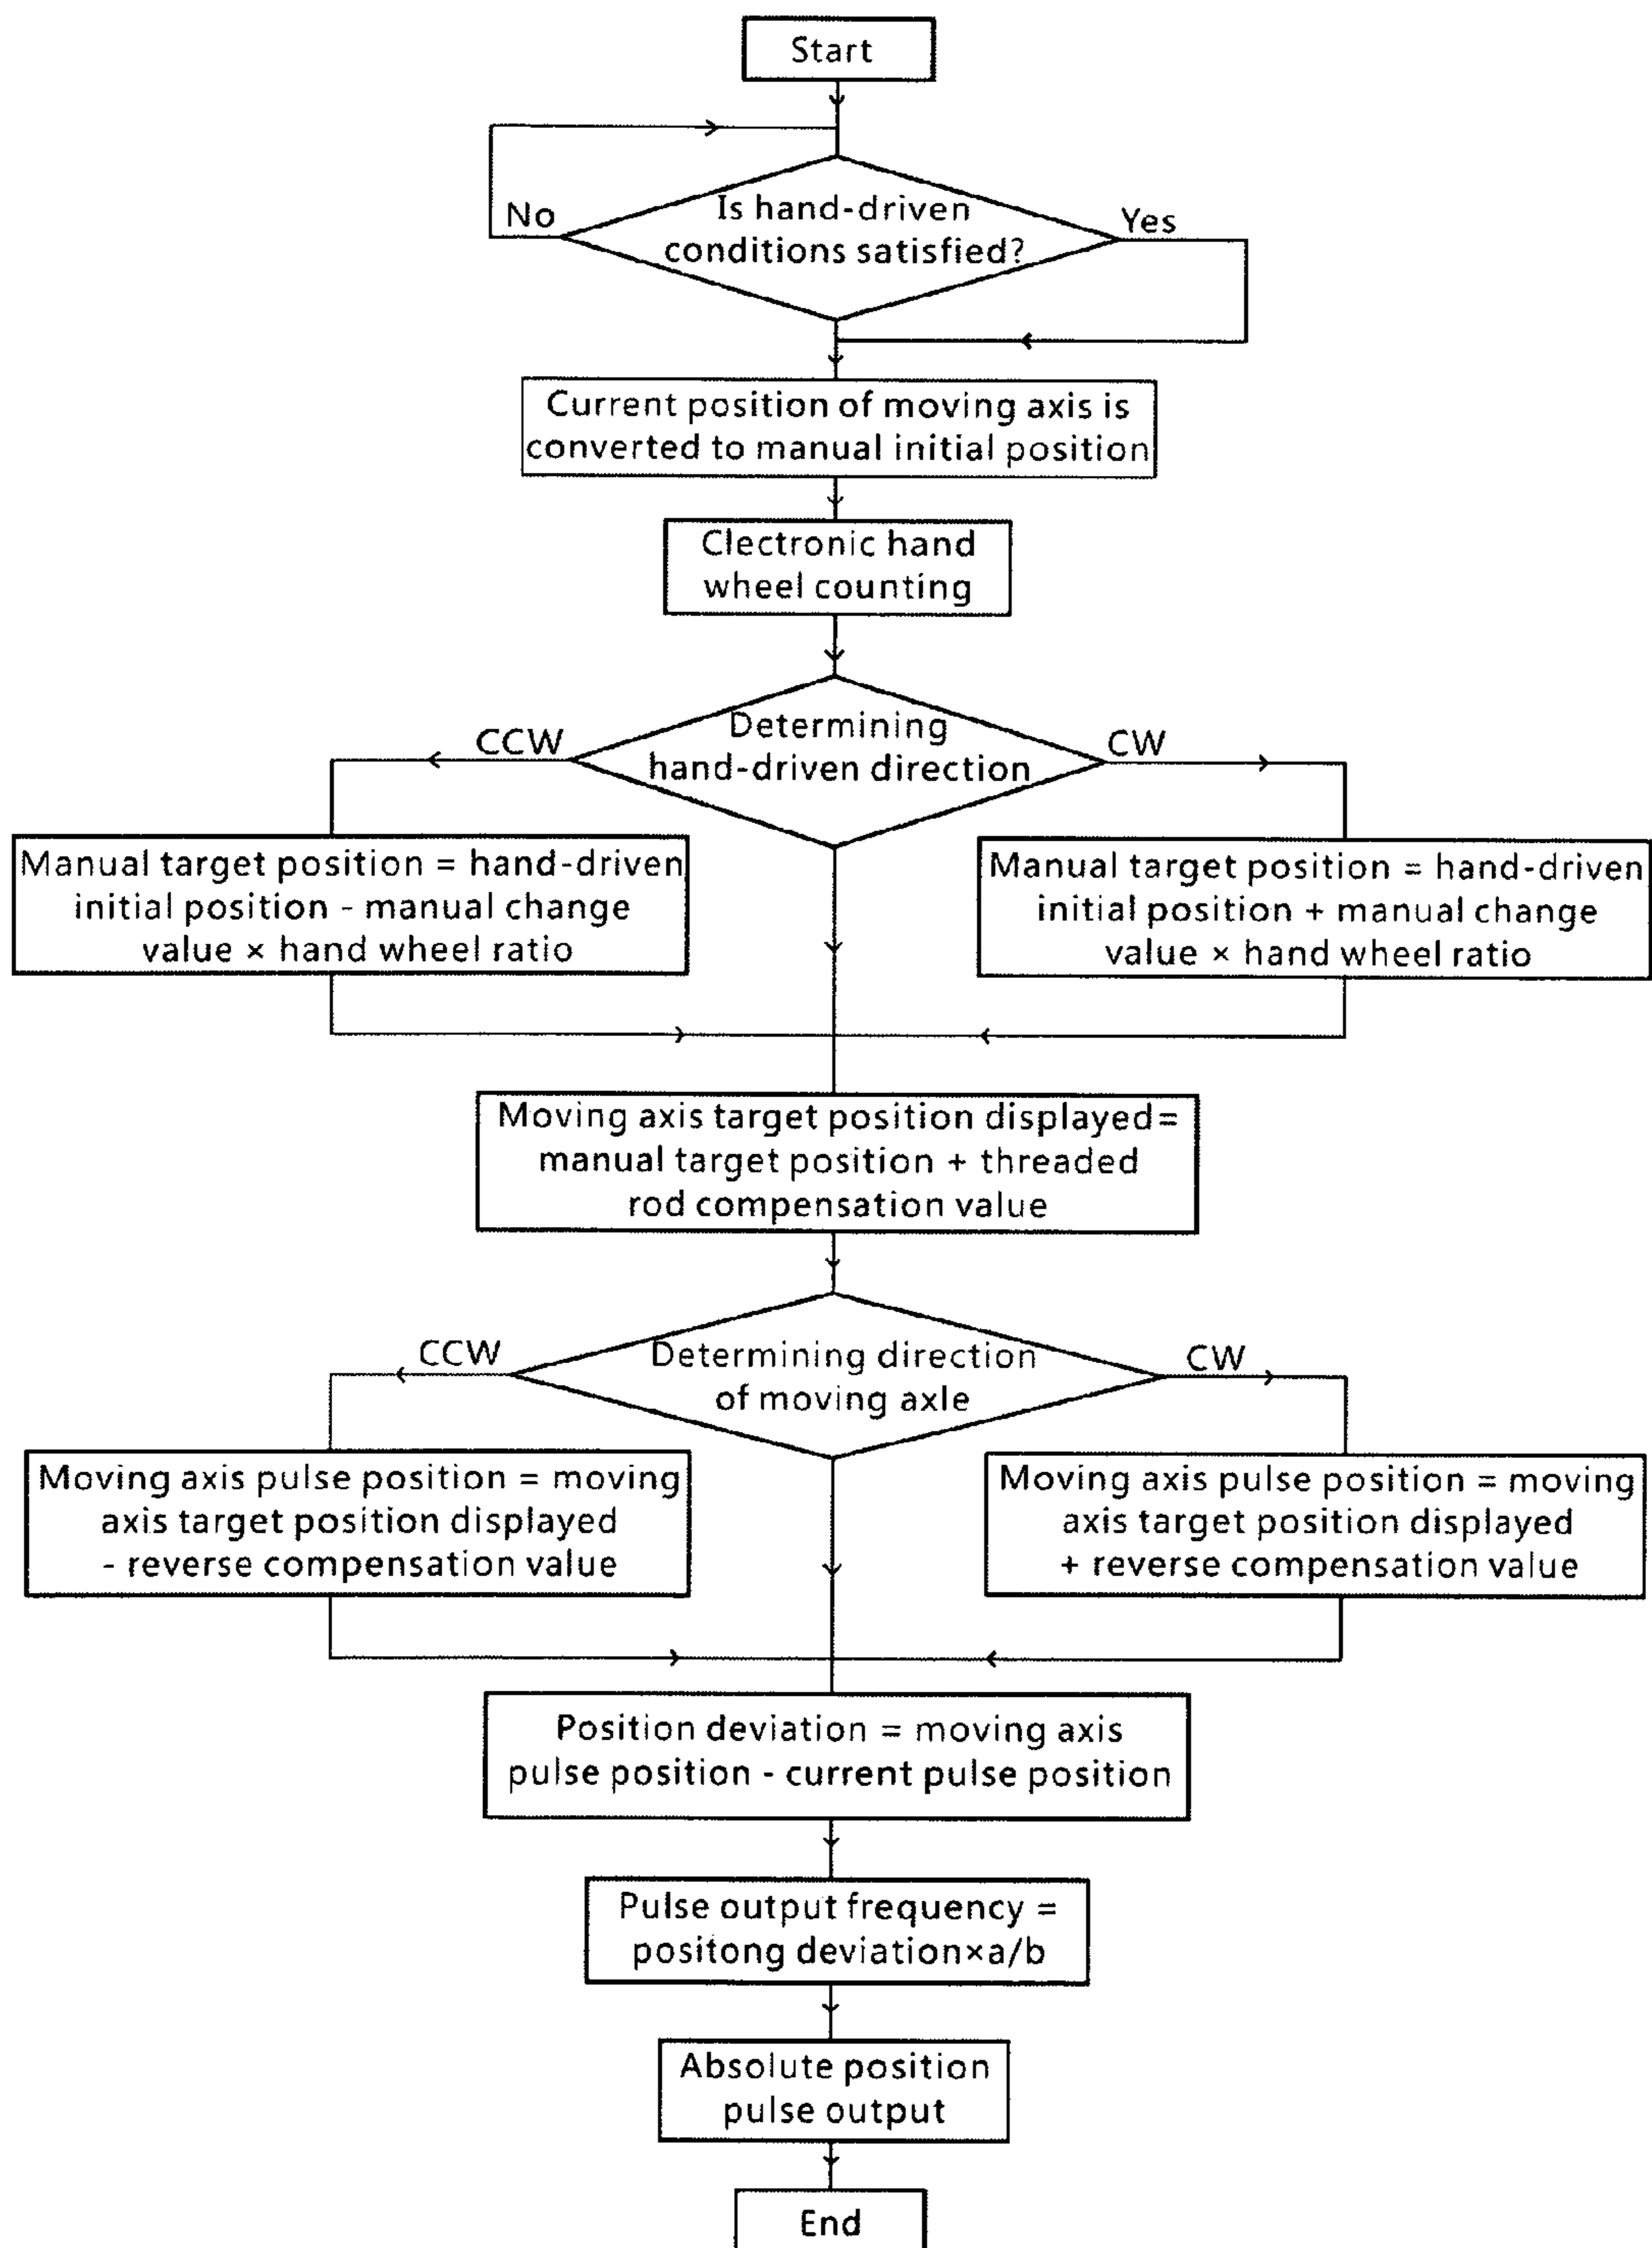 Start
No
Is hand-driven
conditions satisfied?
Yes
Current position of moving axis is
converted to manual initial position
Clectronic hand
wheel counting
CCW
Determining
hand-driven direction
CW
Manual target position = hand-driven
initial position - manual change
value × hand wheel ratio
Manual target position = hand-driven
initial position + manual change
value × hand wheel ratio
Moving axis target position displayed=
manual target position + threaded
rod compensation value
CCW
Determining direction
of moving axle
CW
Moving axis pulse position = moving
axis target position displayed
- reverse compensation value
Moving axis pulse position = moving
axis target position displayed
+ reverse compensation value
Position deviation = moving axis
pulse position - current pulse position
Pulse output frequency =
positong deviation×a/b
Absolute position
pulse output
End